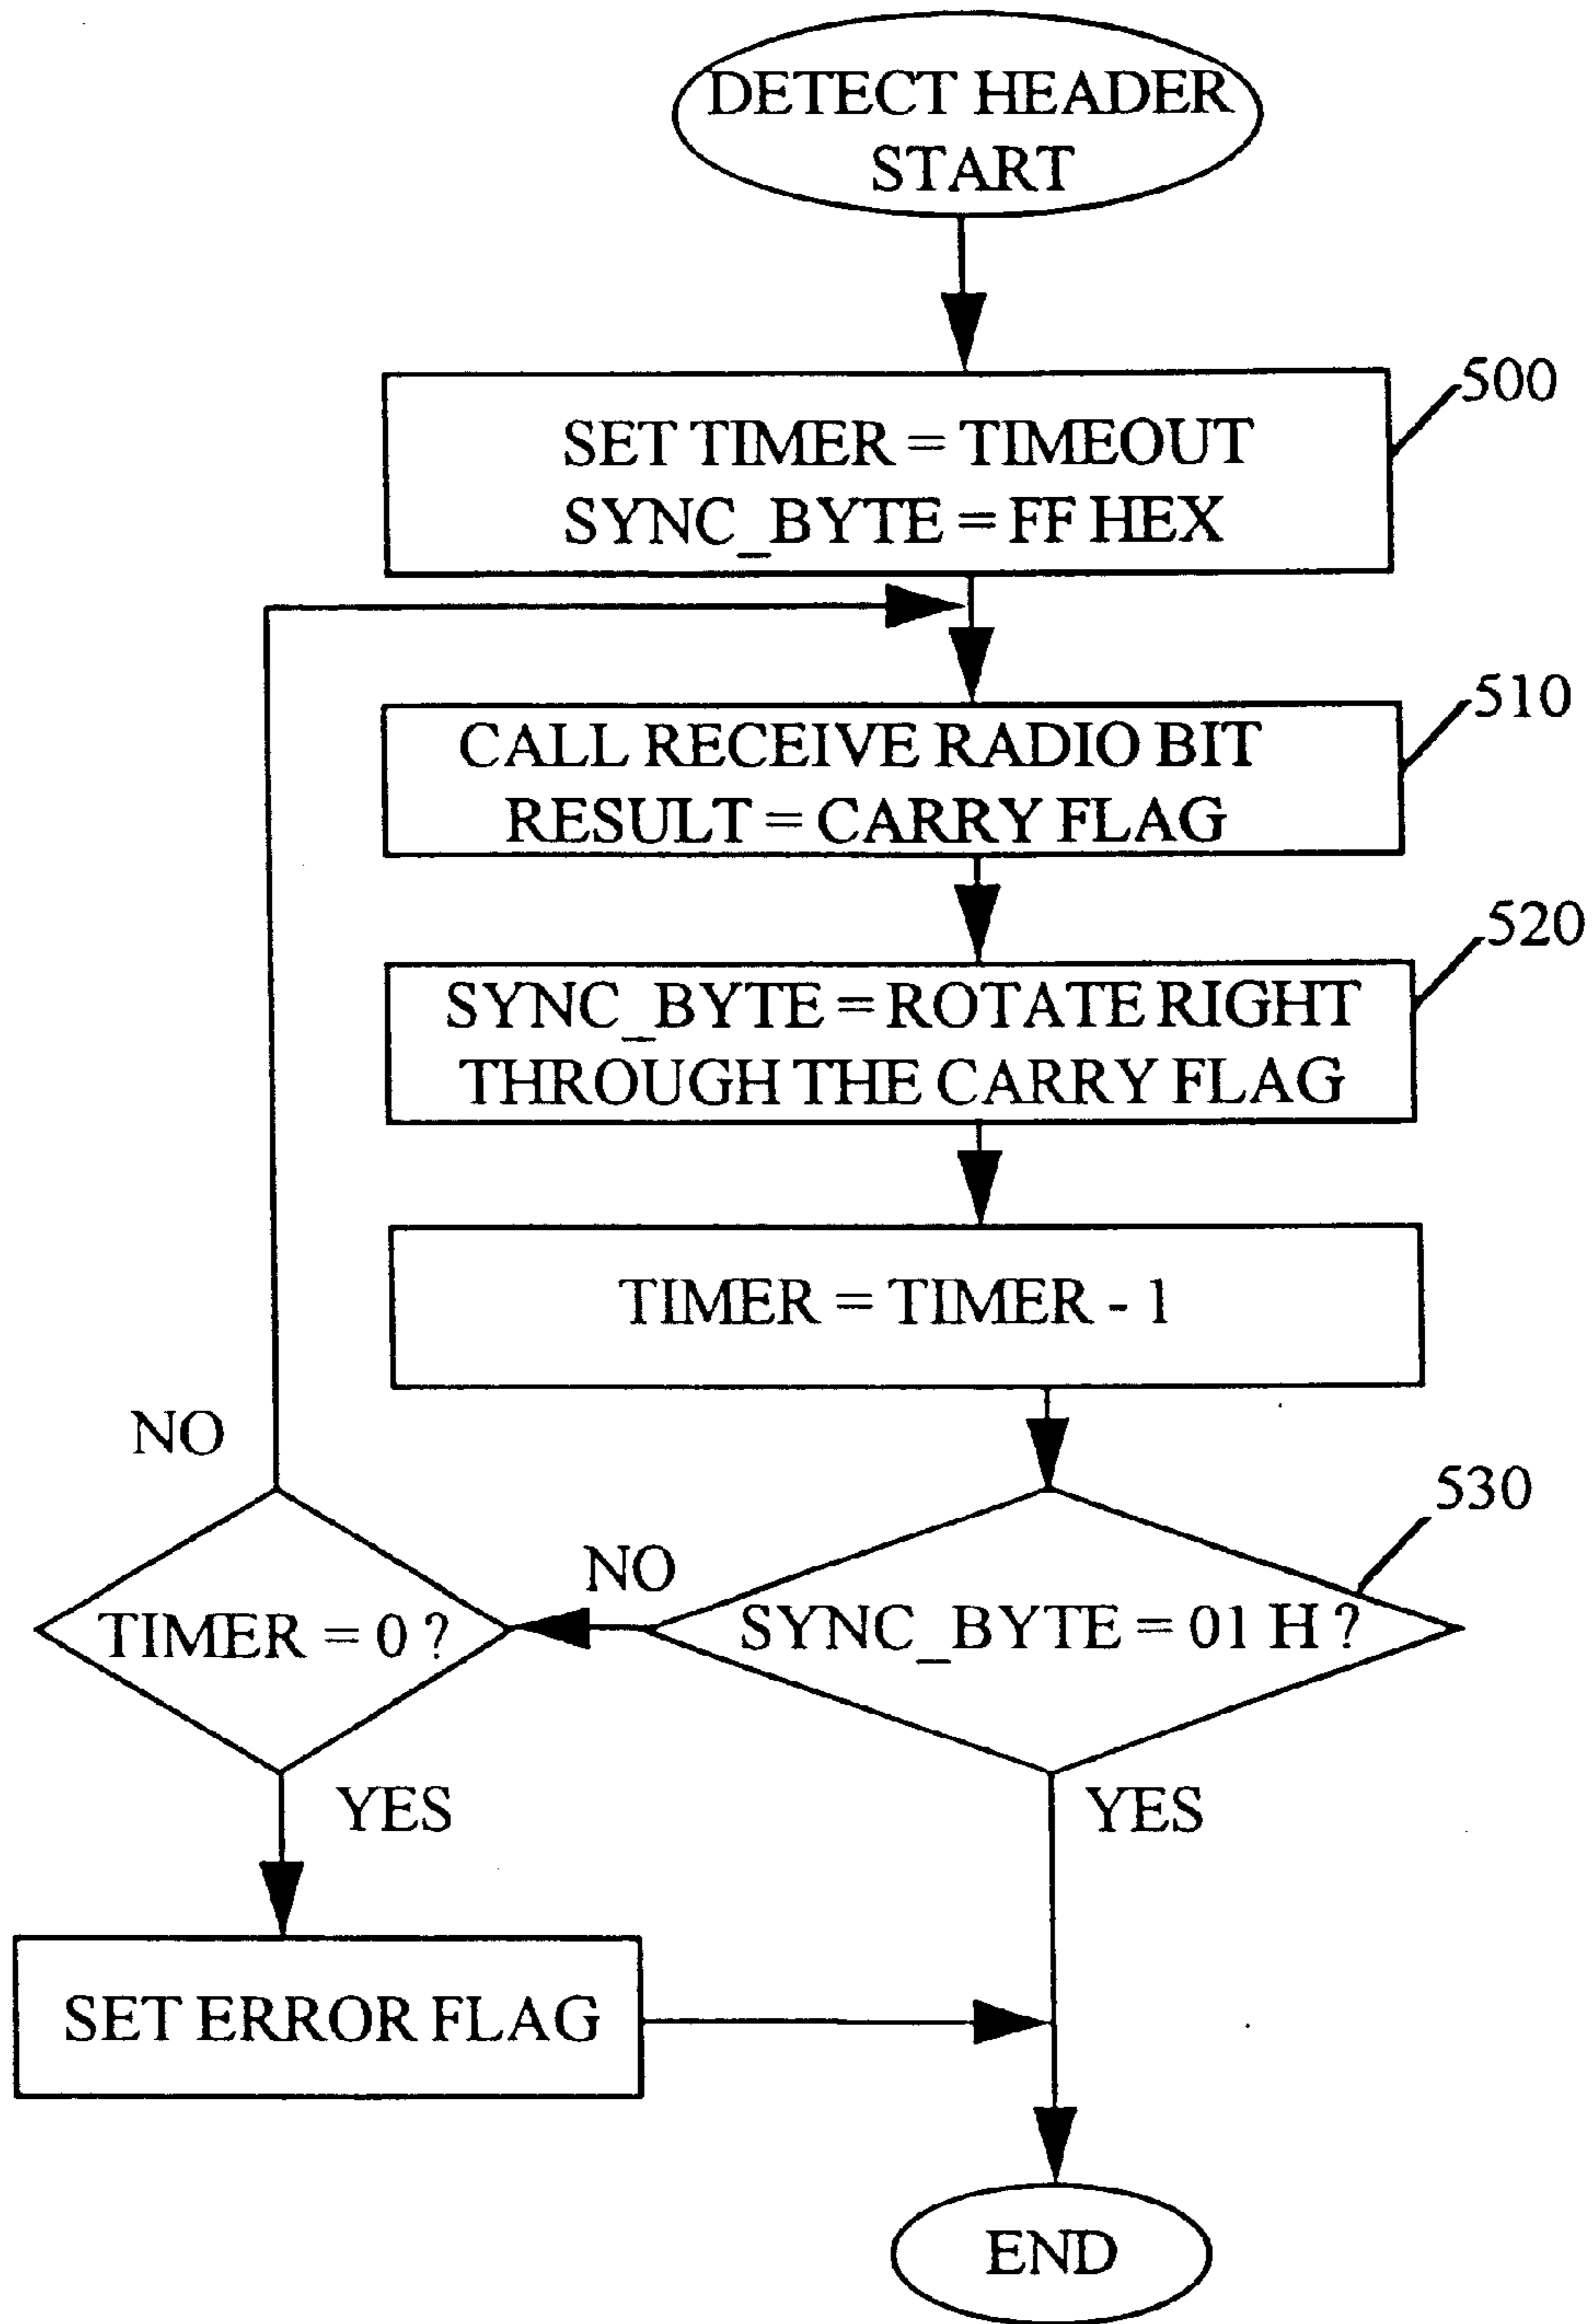 DETECT HEADER
START
SET TIMER = TIMEOUT
SYNC_BYTE = FF HEX
500
CALL RECEIVE RADIO BIT
RESULT = CARRY FLAG
510
SYNC_BYTE = ROTATE RIGHT
THROUGH THE CARRY FLAG
520
TIMER = TIMER - 1
NO
530
NO
TIMER = 0 ?
SYNC_BYTE = 01 H ?
YES
YES
SET ERROR FLAG
END